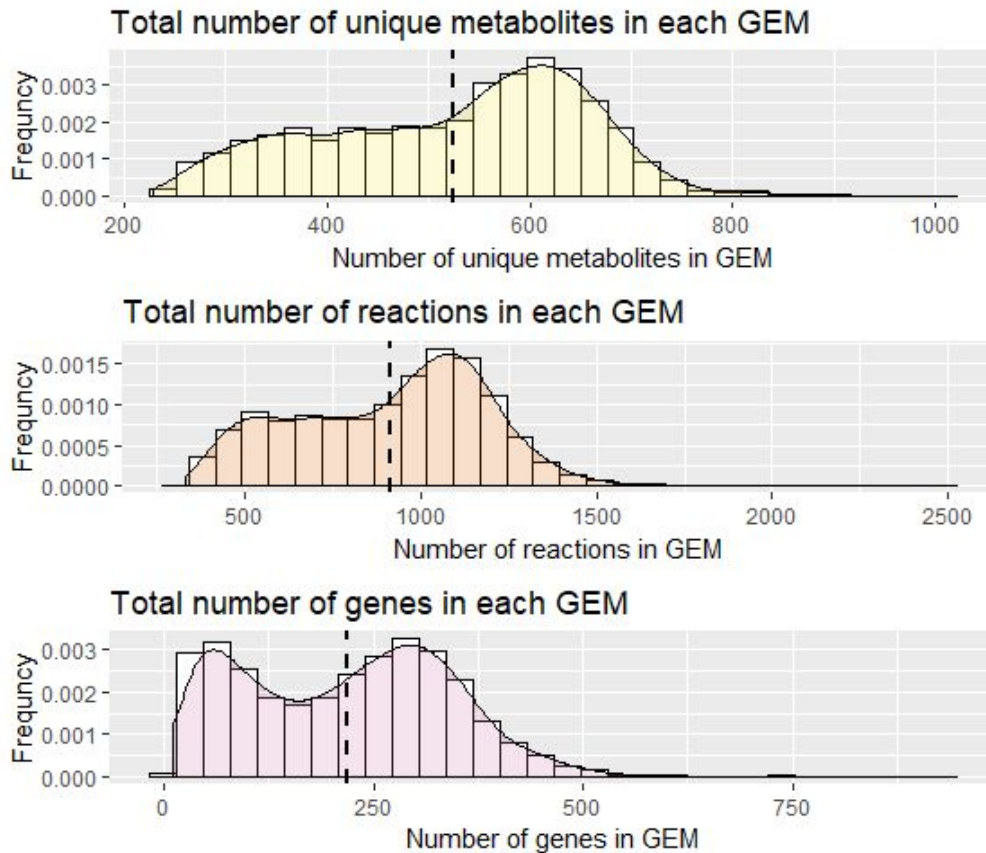 Total number of unique metabolites in each GEM
Frequncy
0.003
0.002
0.001
0.000
200 400 600 800 1000
Number of unique metabolites in GEM
Total number of reactions in each GEM
Frequncy
0.0015
0.0010
0.0005
0.0000
500 1000 1500 2000 2500
Number of reactions in GEM
Total number of genes in each GEM
Frequncy
0.003
0.002
0.001
0.000
0 250 500 750
Number of genes in GEM